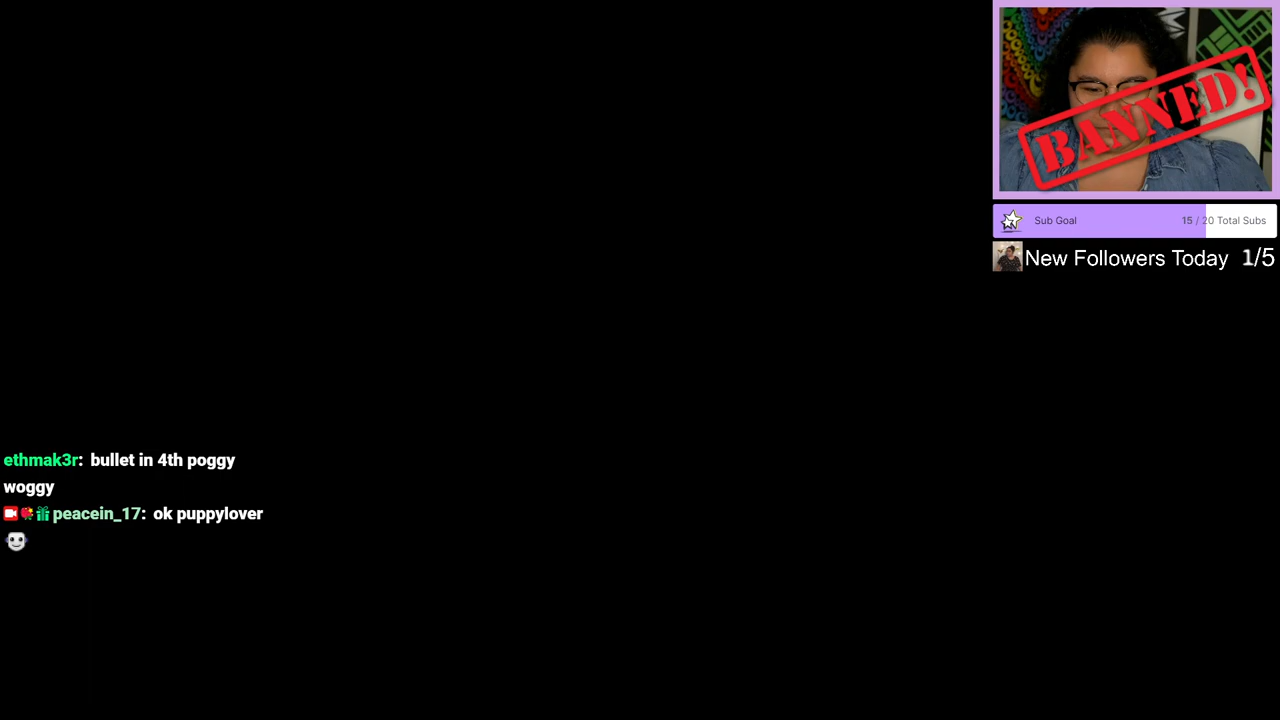 BANNED!
Sub Goal 15 / 20 Total Subs
New Followers Today 1/5
ethmak3r: bullet in 4th poggy
woggy
peacein_17: ok puppylover